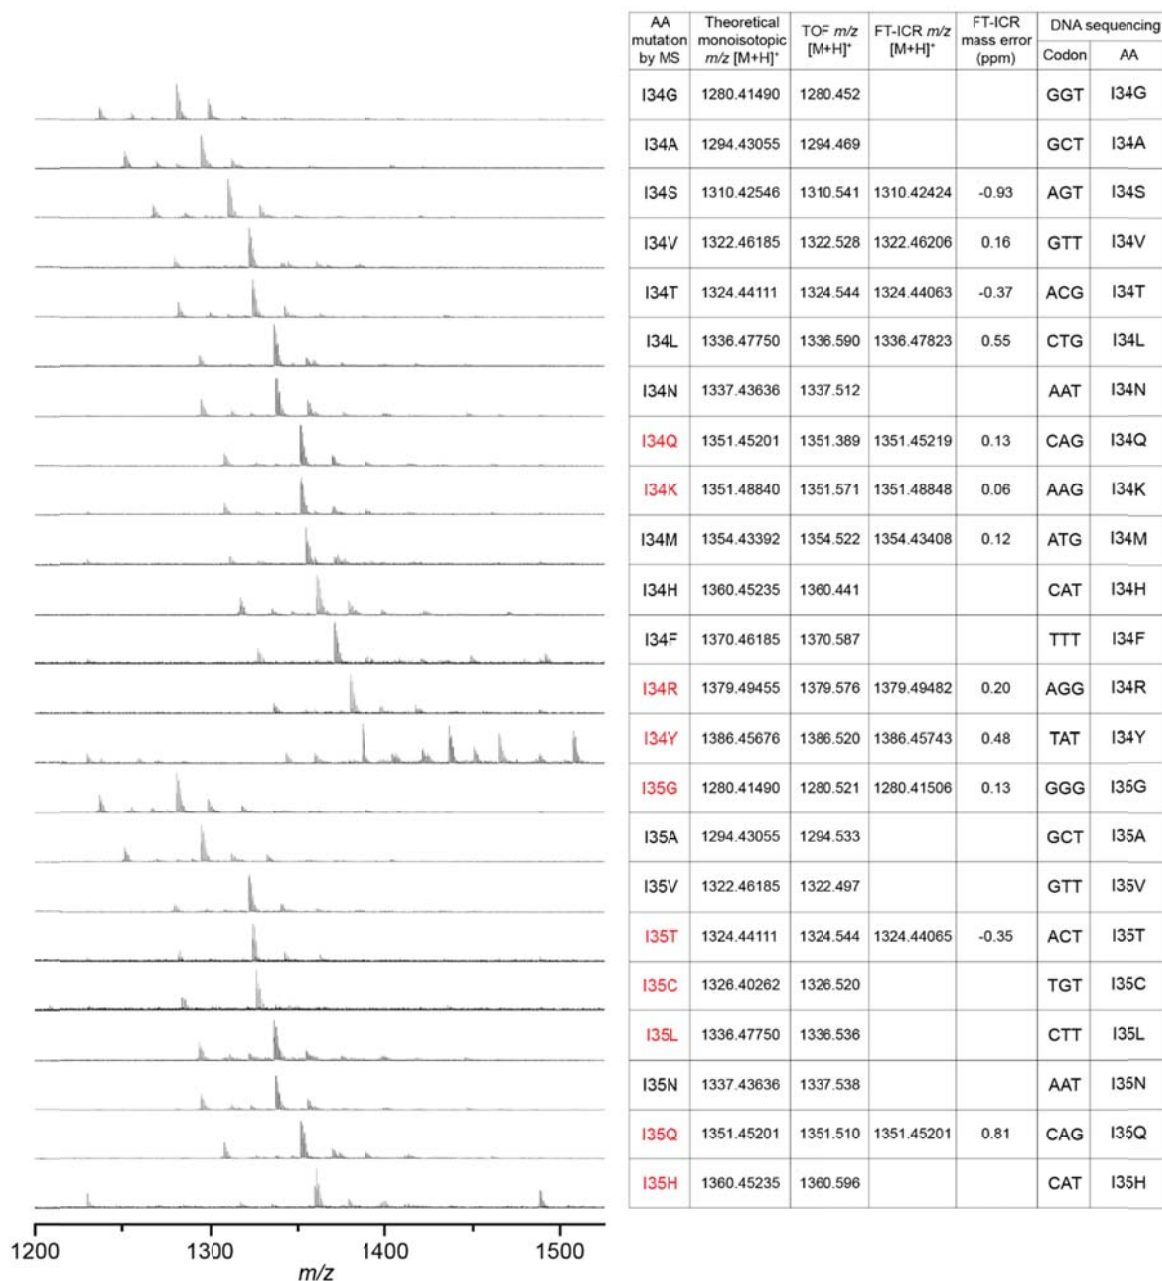 AA mutation by MS Theoretical monoisotopic m/z [M+H]+ TOF m/z [M+H]+ FT-ICR m/z [M+H]+ FT-ICR mass error (ppm) DNA sequencing
Codon AA
I34G 1280.41490 1280.452 GGT I34G
I34A 1294.43055 1294.469 GCT I34A
I34S 1310.42546 1310.541 1310.42424 -0.93 AGT I34S
I34V 1322.46185 1322.528 1322.46206 0.16 GTT I34V
I34T 1324.44111 1324.544 1324.44063 -0.37 ACG I34T
I34L 1336.47750 1336.590 1336.47823 0.55 CTG I34L
I34N 1337.43636 1337.512 AAT I34N
I34Q 1351.45201 1351.389 1351.45219 0.13 CAG I34Q
I34K 1351.48840 1351.571 1351.48848 0.06 AAG I34K
I34M 1354.43392 1354.522 1354.43408 0.12 ATG I34M
I34H 1360.45235 1360.441 CAT I34H
I34F 1370.46185 1370.587 TTT I34F
I34R 1379.49455 1379.576 1379.49482 0.20 AGG I34R
I34Y 1386.45676 1386.520 1386.45743 0.48 TAT I34Y
I35G 1280.41490 1280.521 1280.41506 0.13 GGG I35G
I35A 1294.43055 1294.533 GCT I35A
I35V 1322.46185 1322.497 GTT I35V
I35T 1324.44111 1324.544 1324.44065 -0.35 ACT I35T
I35C 1326.40262 1326.520 TGT I35C
I35L 1336.47750 1336.536 CTT I35L
I35N 1337.43636 1337.538 AAT I35N
I35Q 1351.45201 1351.510 1351.45201 0.81 CAG I35Q
I35H 1360.45235 1360.596 CAT I35H
1200 1300 1400 1500
m/z